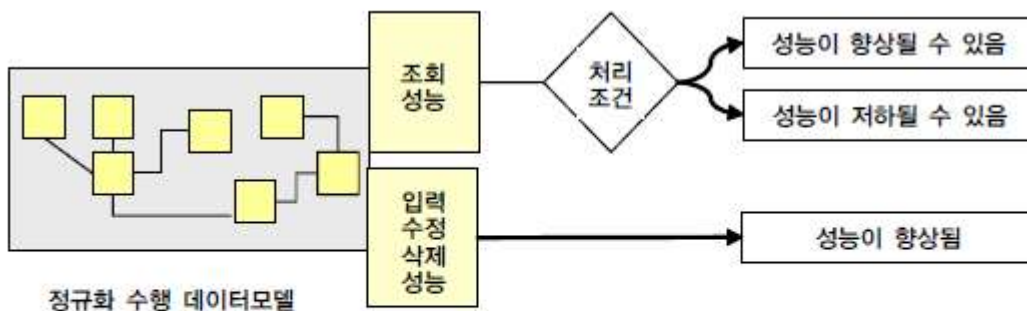 조회
성능
처리
조건
성능이 향상될 수 있음
성능이 저하될 수 있음
입력
수정
삭제
성능
성능이 향상됨
정규화 수행 데이터모델